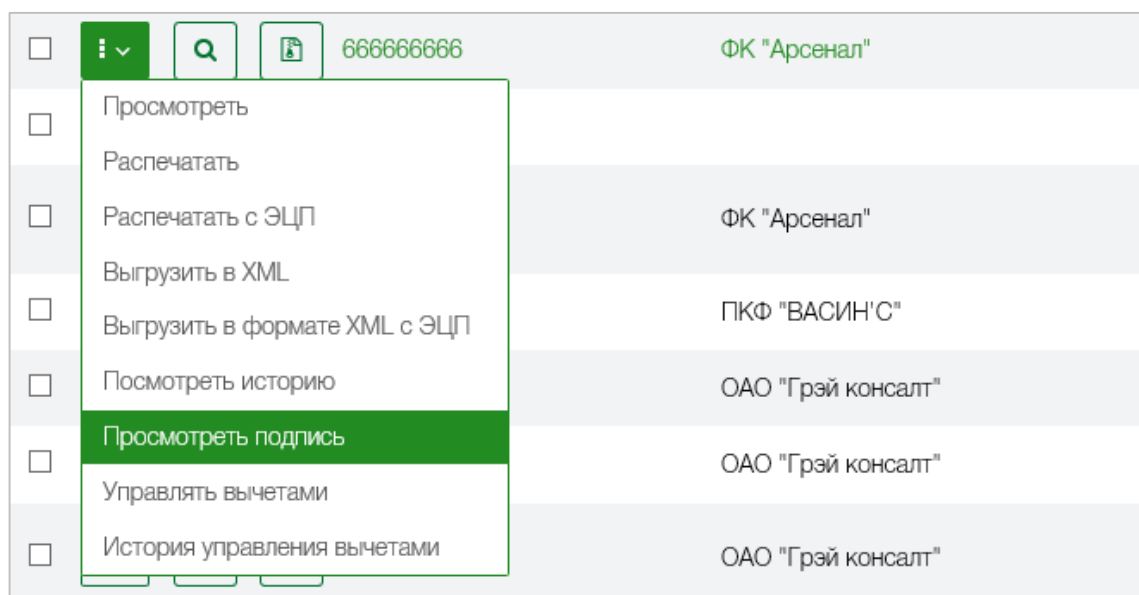 666666666 ФК "Арсенал"
Просмотреть
Распечатать
Распечатать с ЭЦП
ФК "Арсенал"
Выгрузить в XML
Выгрузить в формате XML с ЭЦП
ПКФ "ВАСИН'С"
Посмотреть историю
ОАО "Грэй консалт"
Просмотреть подпись
ОАО "Грэй консалт"
Управлять вычетами
История управления вычетами
ОАО "Грэй консалт"